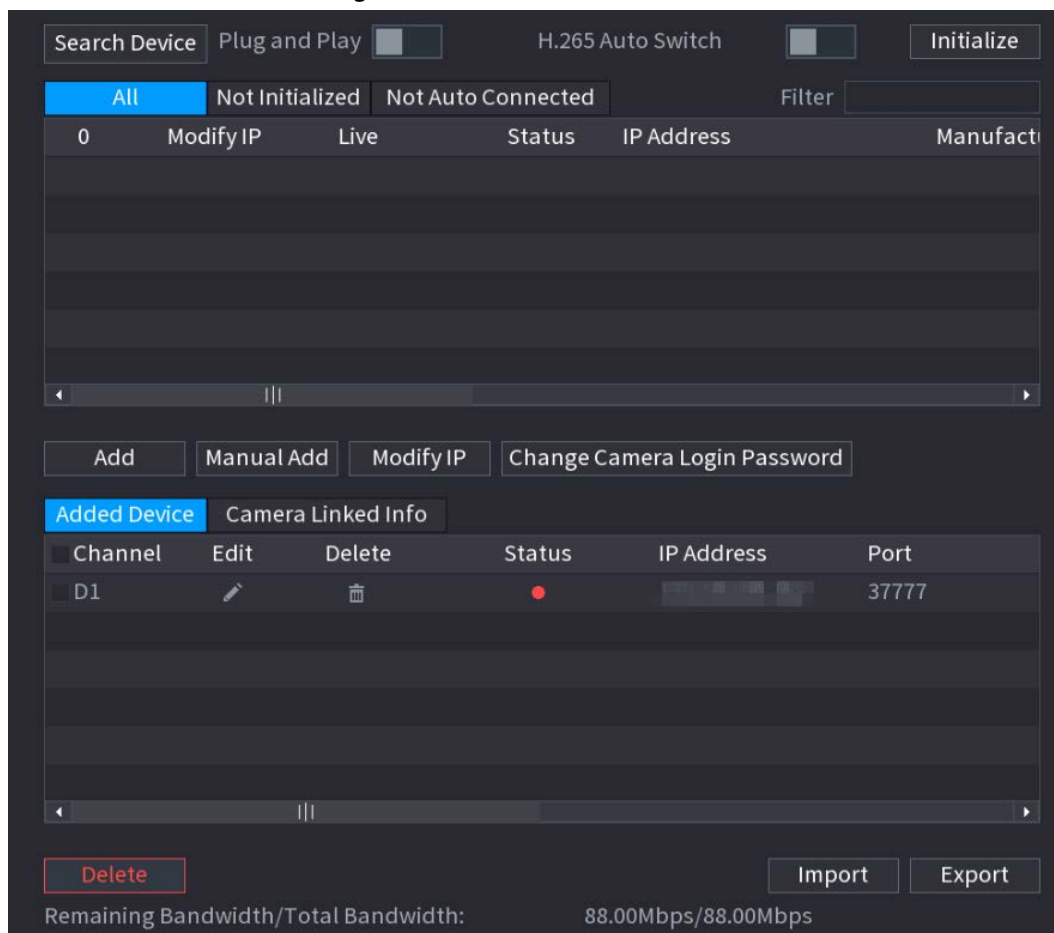 Search Device Plug and Play H.265 Auto Switch Initialize
All Not Initialized Not Auto Connected Filter
0 Modify IP Live Status IP Address Manufactu
Add Manual Add Modify IP Change Camera Login Password
Added Device Camera Linked Info
Channel Edit Delete Status IP Address Port
D1 37777
Delete Import Export
Remaining Bandwidth/Total Bandwidth: 88.00Mbps/88.00Mbps